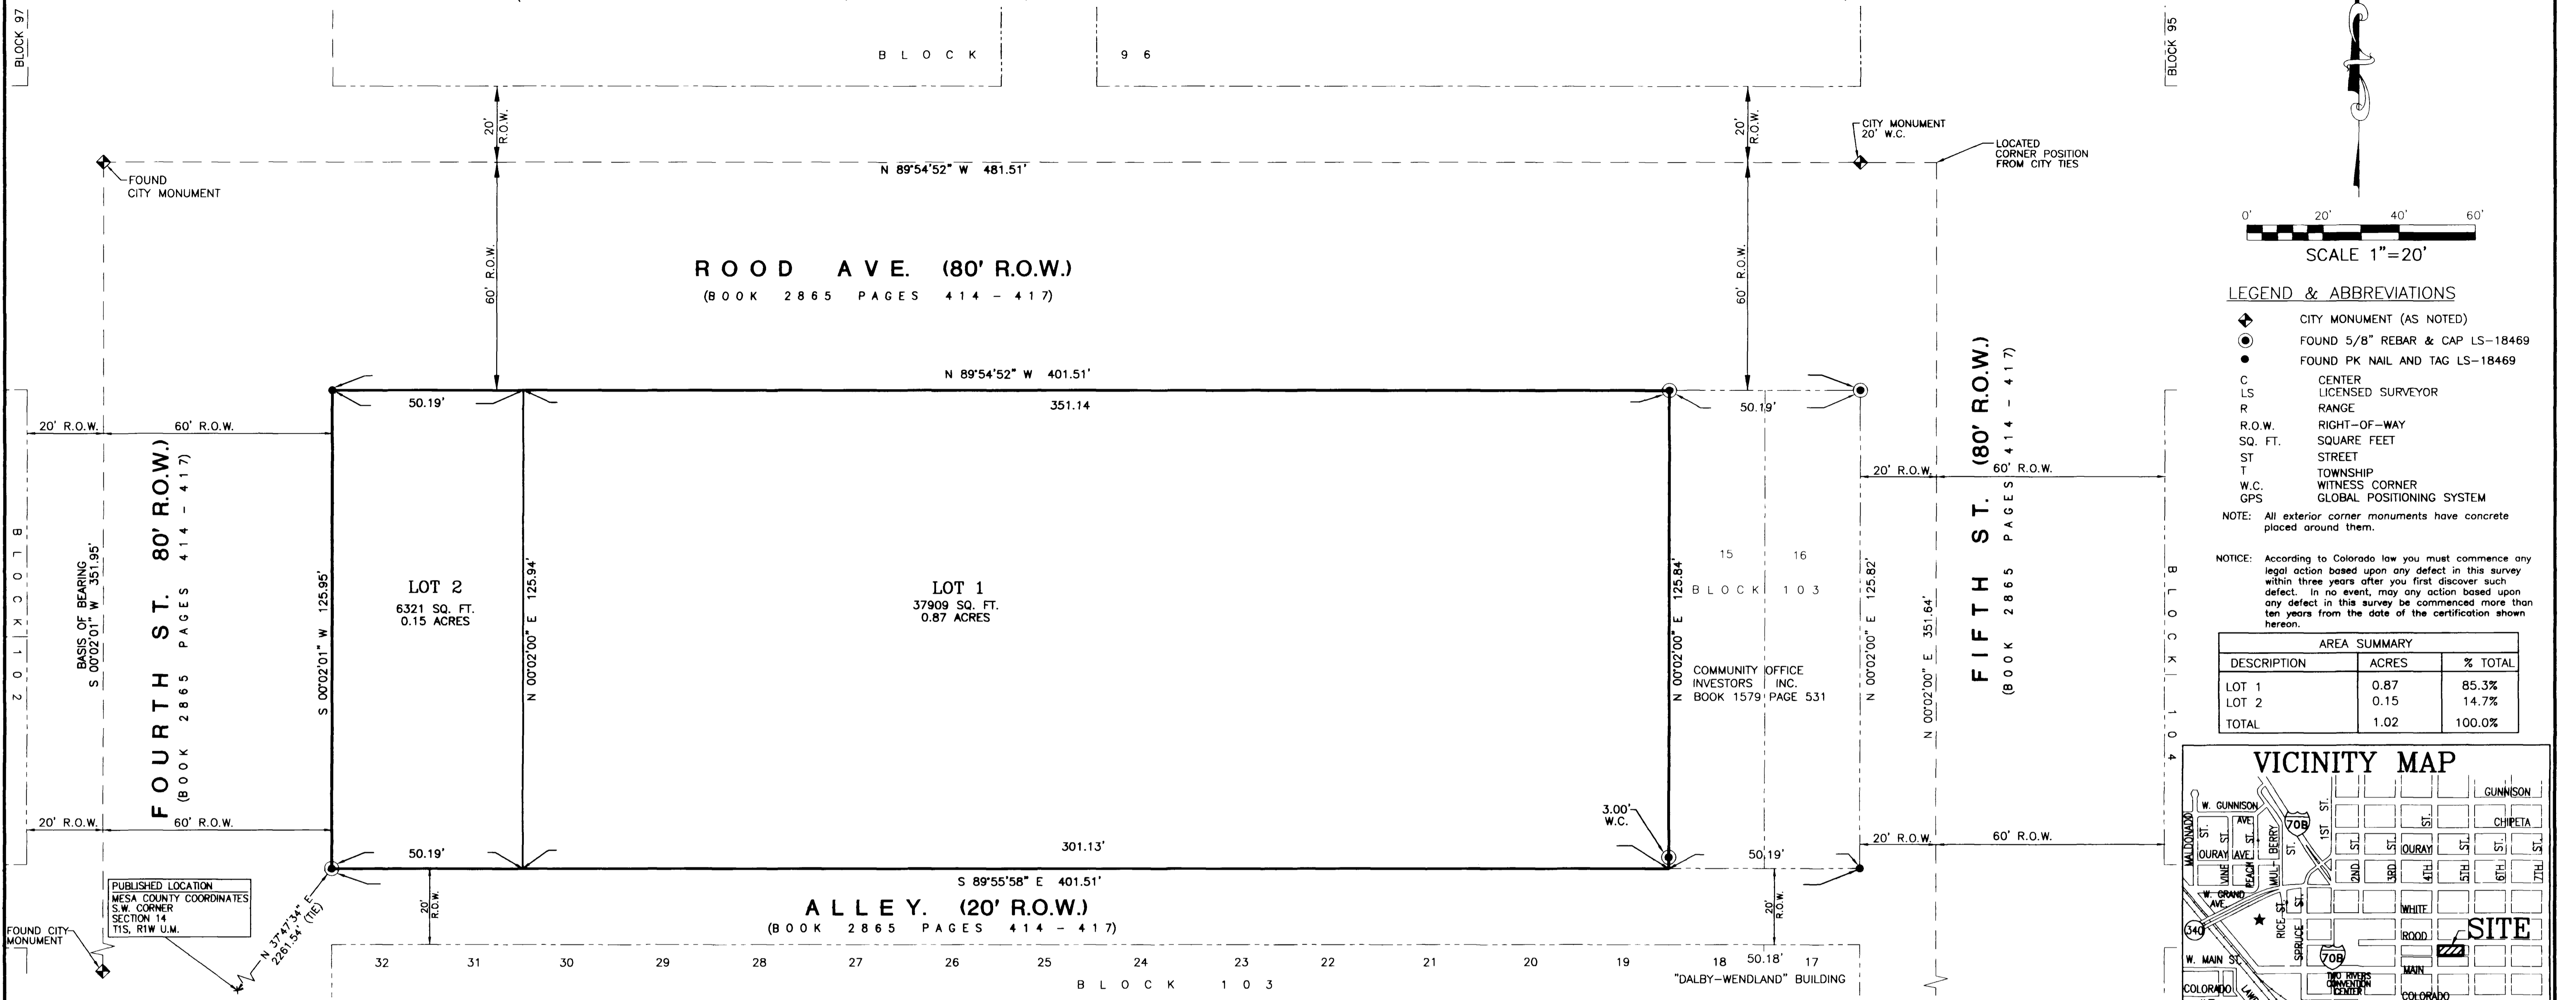 BLOCK 97
BLOCK 96
BLOCK 95
20' R.O.W.
20' R.O.W.
CITY MONUMENT
20' W.C.
LOCATED
CORNER POSITION
FROM CITY TIES
FOUND
CITY MONUMENT
N 89°54'52" W 481.51'
60' R.O.W.
ROOD AVE. (80' R.O.W.)
(BOOK 2865 PAGES 414 - 417)
60' R.O.W.
N 89°54'52" W 401.51'
50.19'
351.14
50.19'
20' R.O.W.
60' R.O.W.
20' R.O.W.
60' R.O.W.
BLOCK 102
BASIS OF BEARING
S 00°02'01" W 351.95'
FOURTH ST. 80' R.O.W.)
(BOOK 2865 PAGES 414 - 417)
S 00°02'01" W 125.95'
LOT 2
6321 SQ. FT.
0.15 ACRES
N 00°02'00" E 125.94'
LOT 1
37909 SQ. FT.
0.87 ACRES
N 00°02'00" E 125.84'
15 16
BLOCK 103
COMMUNITY OFFICE
INVESTORS INC.
BOOK 1579 PAGE 531
N 00°02'00" E 125.82'
N 00°02'00" E 351.64'
FIFTH ST. (80' R.O.W.)
(BOOK 2865 PAGES 414 - 417)
BLOCK 104
20' R.O.W.
60' R.O.W.
3.00'
W.C.
20' R.O.W.
60' R.O.W.
50.19'
301.13'
50.19'
S 89°55'58" E 401.51'
PUBLISHED LOCATION
MESA COUNTY COORDINATES
S.W. CORNER
SECTION 14
T1S, R1W U.M.
FOUND CITY
MONUMENT
N 37°47'34" E
2261.54' (TIE)
20'
R.O.W.
ALLEY. (20' R.O.W.)
(BOOK 2865 PAGES 414 - 417)
20'
R.O.W.
32 31 30 29 28 27 26 25 24 23 22 21 20 19 18 50.18' 17
BLOCK 103
"DALBY-WENDLAND" BUILDING
0' 20' 40' 60'
SCALE 1"=20'
LEGEND & ABBREVIATIONS
CITY MONUMENT (AS NOTED)
FOUND 5/8" REBAR & CAP LS-18469
FOUND PK NAIL AND TAG LS-18469
C CENTER
LS LICENSED SURVEYOR
R RANGE
R.O.W. RIGHT-OF-WAY
SQ. FT. SQUARE FEET
ST STREET
T TOWNSHIP
W.C. WITNESS CORNER
GPS GLOBAL POSITIONING SYSTEM
NOTE: All exterior corner monuments have concrete
placed around them.
NOTICE: According to Colorado law you must commence any
legal action based upon any defect in this survey
within three years after you first discover such
defect. In no event, may any action based upon
any defect in this survey be commenced more than
ten years from the date of the certification shown
hereon.
AREA SUMMARY
DESCRIPTION ACRES % TOTAL
LOT 1 0.87 85.3%
LOT 2 0.15 14.7%
TOTAL 1.02 100.0%
VICINITY MAP
GUNNISON
W. GUNNISON
AVE.
70B
1ST ST.
CHIPETA
MALDONADO
ST.
OURAY AVE.
VINE ST.
PEACH ST.
MULBERRY ST.
OURAY
2ND ST.
3RD ST.
4TH ST.
5TH ST.
6TH ST.
7TH ST.
W. GRAND
AVE.
WHITE
340
RICE ST.
SPRUCE ST.
ROOD
SITE
W. MAIN ST.
70B
MAIN
TWO RIVERS
CONVENTION
CENTER
COLORADO
COLORADO